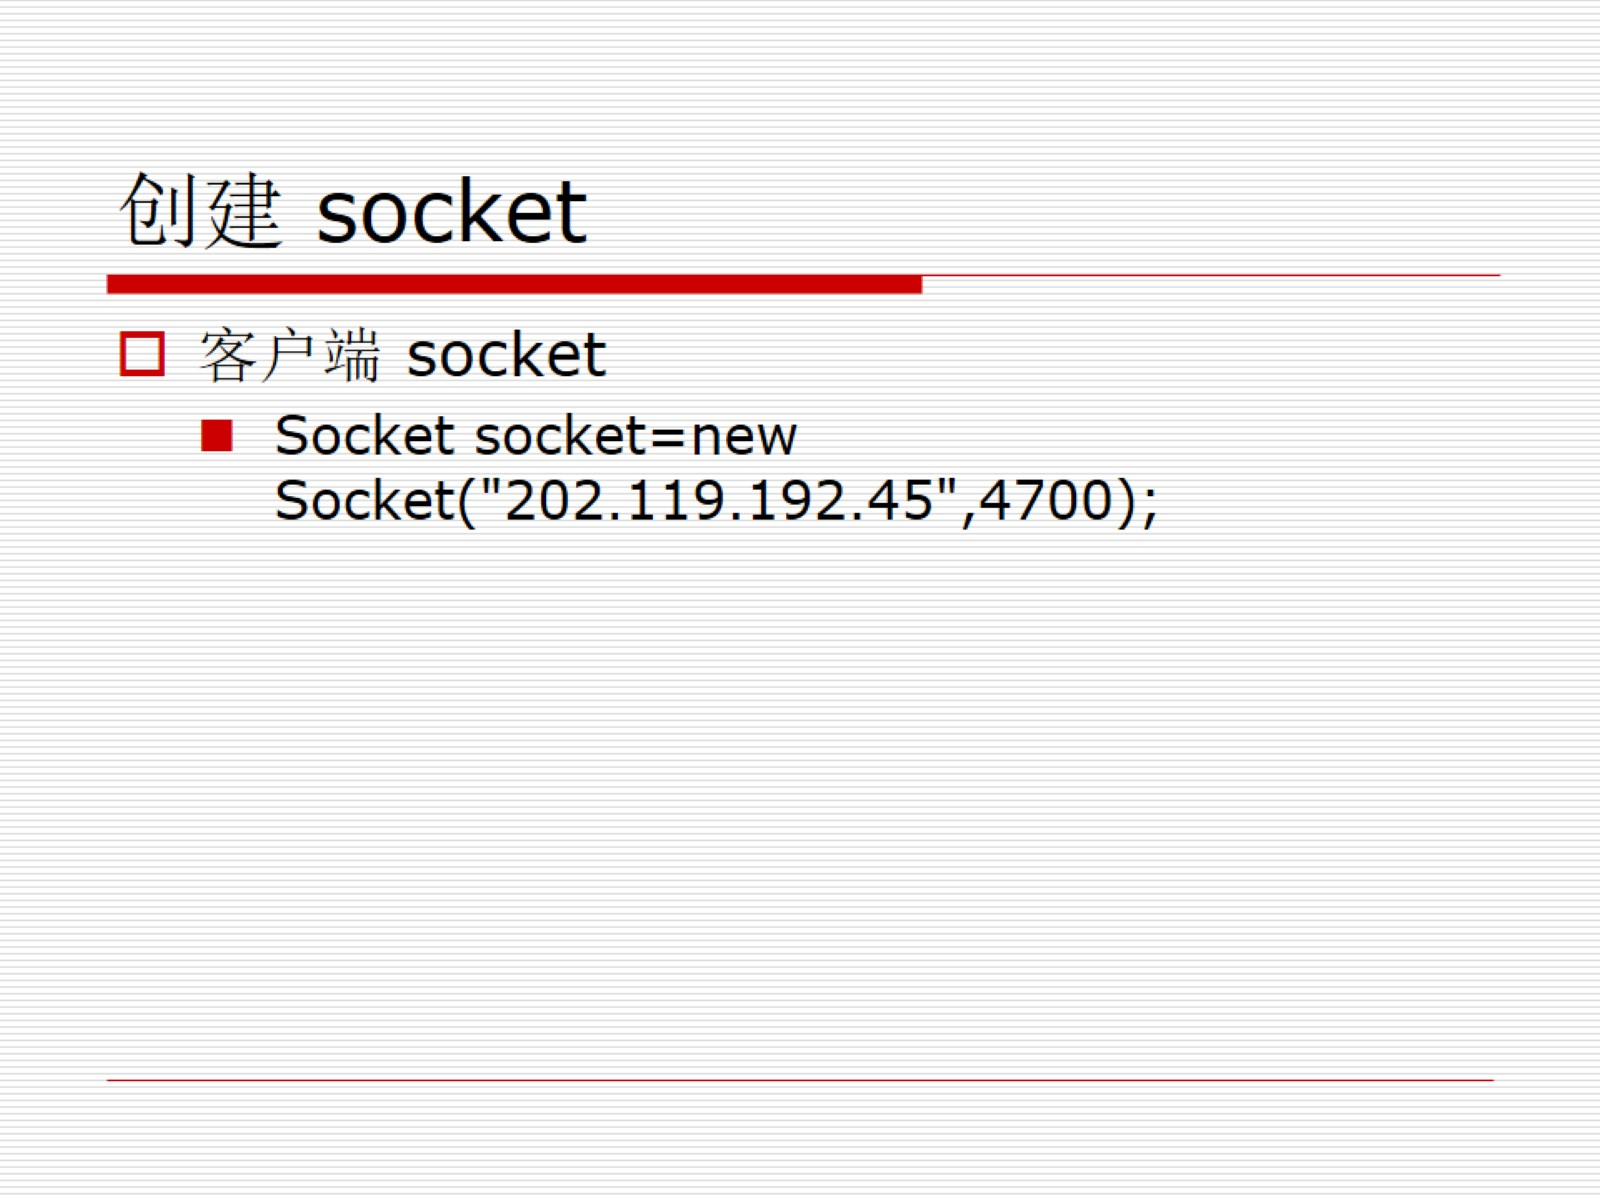 创建 socket
客户端 socket
Socket socket=new
Socket("202.119.192.45",4700);